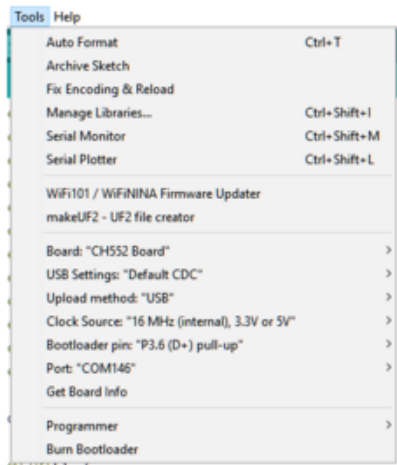 Tools Help
Auto Format Ctrl+T
Archive Sketch
Fix Encoding & Reload
Manage Libraries... Ctrl+Shift+I
Serial Monitor Ctrl+Shift+M
Serial Plotter Ctrl+Shift+L
WiFi101 / WiFiNINA Firmware Updater
makeUF2 - UF2 file creator
Board: "CH552 Board"
USB Settings: "Default CDC"
Upload method: "USB"
Clock Source: "16 MHz (internal), 3.3V or 5V"
Bootloader pin: "P3.6 (D+) pull-up"
Port: "COM146"
Get Board Info
Programmer
Burn Bootloader